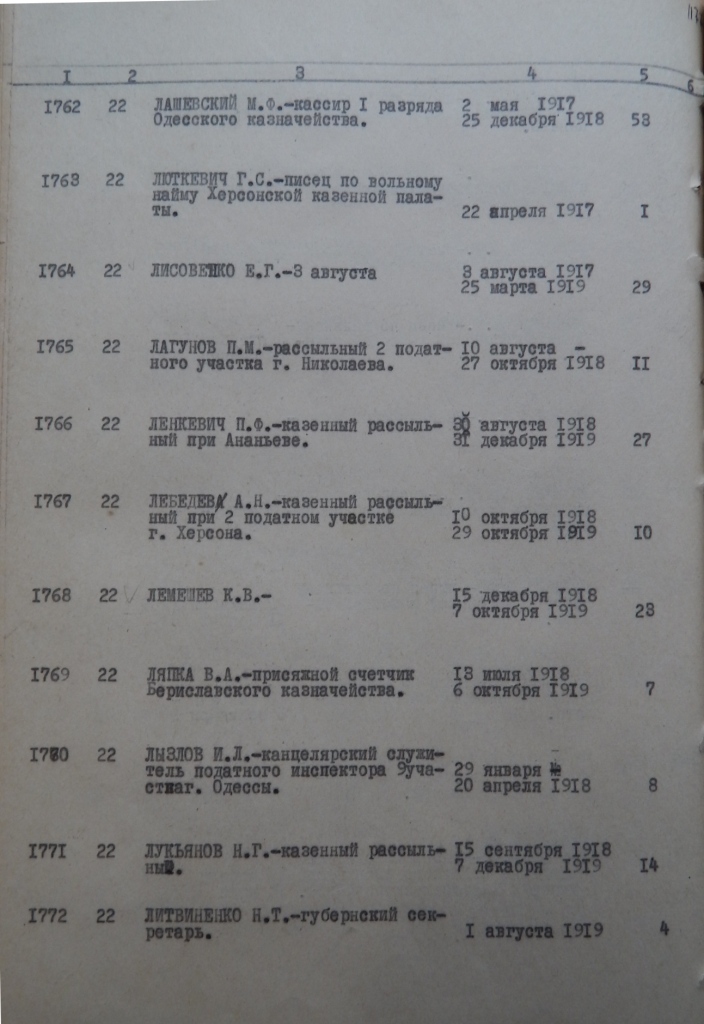 1 2 3 4 5 6
1762 22 ЛАШЕВСКИЙ М.Ф.-кассир I разряда 2 мая 1917
Одесского казначейства. 25 декабря 1918 53
1763 22 ЛЮТКЕВИЧ Г.С.-писец по вольному
найму Херсонской казенной пала-
ты. 22 апреля 1917 1
1764 22 ЛИСОВЕНКО Е.Г.-3 августа 3 августа 1917
25 марта 1919 29
1765 22 ЛАГУНОВ П.М.-рассыльный 2 подат- 10 августа -
ного участка г. Николаева. 27 октября 1918 11
1766 22 ЛЕНКЕВИЧ П.Ф.-казенный рассыль- 30 августа 1918
ный при Ананьеве. 31 декабря 1919 27
1767 22 ЛЕБЕДЕВ А.Н.-казенный рассыль-
ный при 2 податном участке 10 октября 1918
г. Херсона. 29 октября 1919 10
1768 22 ЛЕМЕШЕВ К.В.- 15 декабря 1918
7 октября 1919 23
1769 22 ЛЯПКА В.А.-присяжной счетчик 13 июля 1918
Бериславского казначейства. 6 октября 1919 7
1770 22 ЛЫЗЛОВ И.Л.-канцелярский служи-
тель податного инспектора 9уча- 29 января
стваг. Одессы. 20 апреля 1918 8
1771 22 ЛУКЬЯНОВ Н.Г.-казенный рассыль- 15 сентября 1918
ный. 7 декабря 1919 14
1772 22 ЛИТВИНЕНКО Н.Т.-губернский сек-
ретарь. 1 августа 1919 4